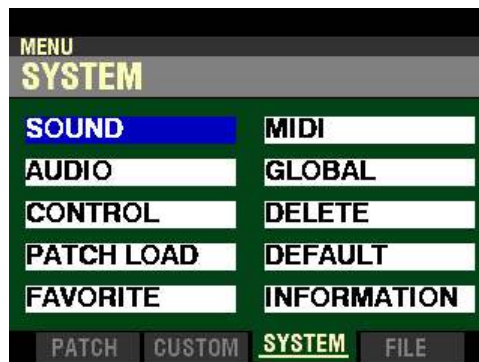 MENU
SYSTEM
SOUND
MIDI
AUDIO
GLOBAL
CONTROL
DELETE
PATCH LOAD
DEFAULT
FAVORITE
INFORMATION
PATCH CUSTOM SYSTEM FILE